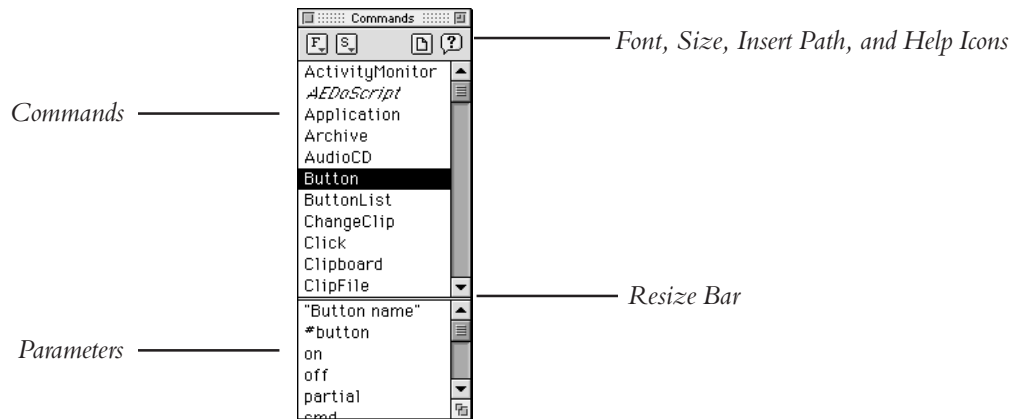 Commands
F S ?
Font, Size, Insert Path, and Help Icons
Commands
ActivityMonitor
AEDoScript
Application
Archive
AudioCD
Button
ButtonList
ChangeClip
Click
Clipboard
ClipFile
Resize Bar
Parameters
"Button name"
#button
on
off
partial
cmd